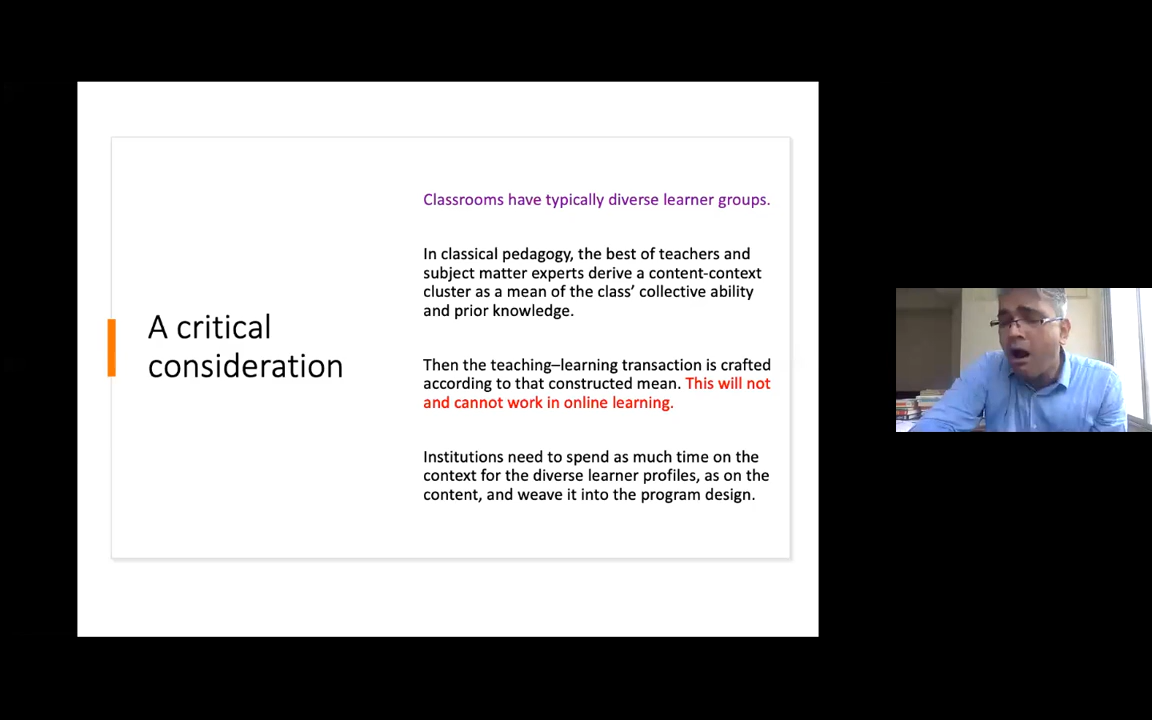 A critical
consideration
Classrooms have typically diverse learner groups.
In classical pedagogy, the best of teachers and
subject matter experts derive a content-context
cluster as a mean of the class’ collective ability
and prior knowledge.
Then the teaching–learning transaction is crafted
according to that constructed mean. This will not
and cannot work in online learning.
Institutions need to spend as much time on the
context for the diverse learner profiles, as on the
content, and weave it into the program design.